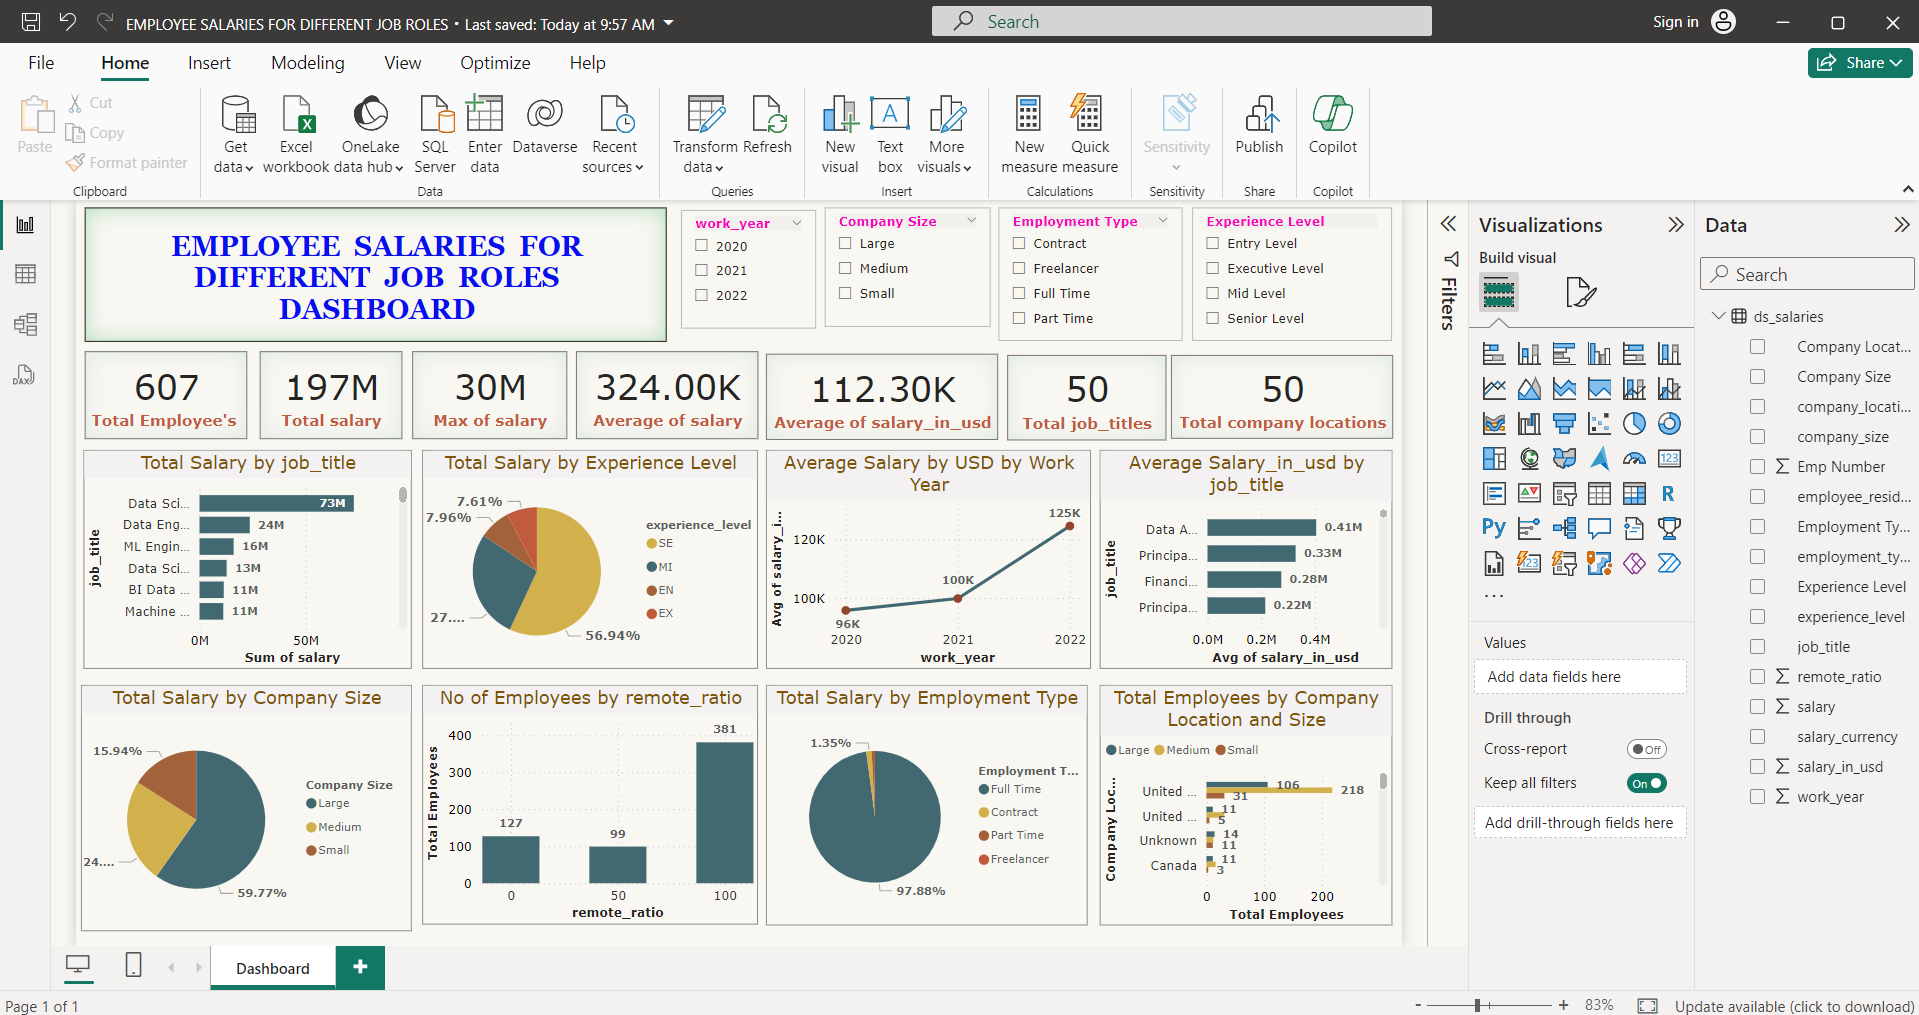 EMPLOYEE SALARIES FOR DIFFERENT JOB ROLES • Last saved: Today at 9:57 AM
Search
Sign in
File
Home
Insert
Modeling
View
Optimize
Help
Share
Paste
Cut
Copy
Format painter
Clipboard
Get data
Excel workbook
OneLake data hub
SQL Server
Enter data
Dataverse
Recent sources
Data
Transform data
Refresh
Queries
New visual
Text box
More visuals
Insert
New measure
Quick measure
Calculations
Sensitivity
Sensitivity
Publish
Share
Copilot
Copilot
EMPLOYEE SALARIES FOR
DIFFERENT JOB ROLES
DASHBOARD
work_year
2020
2021
2022
Company Size
Large
Medium
Small
Employment Type
Contract
Freelancer
Full Time
Part Time
Experience Level
Entry Level
Executive Level
Mid Level
Senior Level
607
Total Employee's
197M
Total salary
30M
Max of salary
324.00K
Average of salary
112.30K
Average of salary_in_usd
50
Total job_titles
50
Total company locations
Total Salary by job_title
job_title
Data Sci... 73M
Data Eng... 24M
ML Engin... 16M
Data Sci... 13M
BI Data ... 11M
Machine ... 11M
0M 50M
Sum of salary
Total Salary by Experience Level
7.61%
7.96%
27....
56.94%
experience_level
SE
MI
EN
EX
Average Salary by USD by Work
Year
Avg of salary_i...
120K
100K
96K
100K
125K
2020 2021 2022
work_year
Average Salary_in_usd by
job_title
job_title
Data A... 0.41M
Principa... 0.33M
Financi... 0.28M
Principa... 0.22M
0.0M 0.2M 0.4M
Avg of salary_in_usd
Total Salary by Company Size
15.94%
24....
59.77%
Company Size
Large
Medium
Small
No of Employees by remote_ratio
Total Employees
400
300
200
100
0
127
99
381
0 50 100
remote_ratio
Total Salary by Employment Type
1.35%
97.88%
Employment T...
Full Time
Contract
Part Time
Freelancer
Total Employees by Company
Location and Size
Large Medium Small
Company Loc...
United ... 106 218 31
United ... 11 5
Unknown 14 11
Canada 11 3
0 100 200
Total Employees
Filters
Visualizations
Build visual
Py
R
123
123
...
Values
Add data fields here
Drill through
Cross-report
Off
Keep all filters
On
Add drill-through fields here
Data
Search
ds_salaries
Company Locat...
Company Size
company_locati...
company_size
Emp Number
employee_resid...
Employment Ty...
employment_ty...
Experience Level
experience_level
job_title
remote_ratio
salary
salary_currency
salary_in_usd
work_year
Dashboard
Page 1 of 1
- + 83%
Update available (click to download)